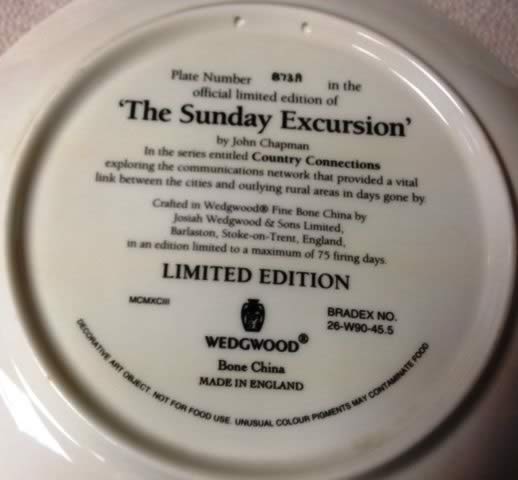 Plate Number 873A in the
official limited edition of
'The Sunday Excursion'
by John Chapman
In the series entitled Country Connections
exploring the communications network that provided a vital
link between the cities and outlying rural areas in days gone by
Crafted in Wedgwood® Fine Bone China by
Josiah Wedgwood & Sons Limited,
Barlaston, Stoke-on-Trent, England,
in an edition limited to a maximum of 75 firing days.
LIMITED EDITION
MCMXCIII
BRADEX NO.
26-W90-45.5
WEDGWOOD®
Bone China
MADE IN ENGLAND
DECORATIVE ART OBJECT. NOT FOR FOOD USE. UNUSUAL COLOUR PIGMENTS MAY CONTAMINATE FOOD